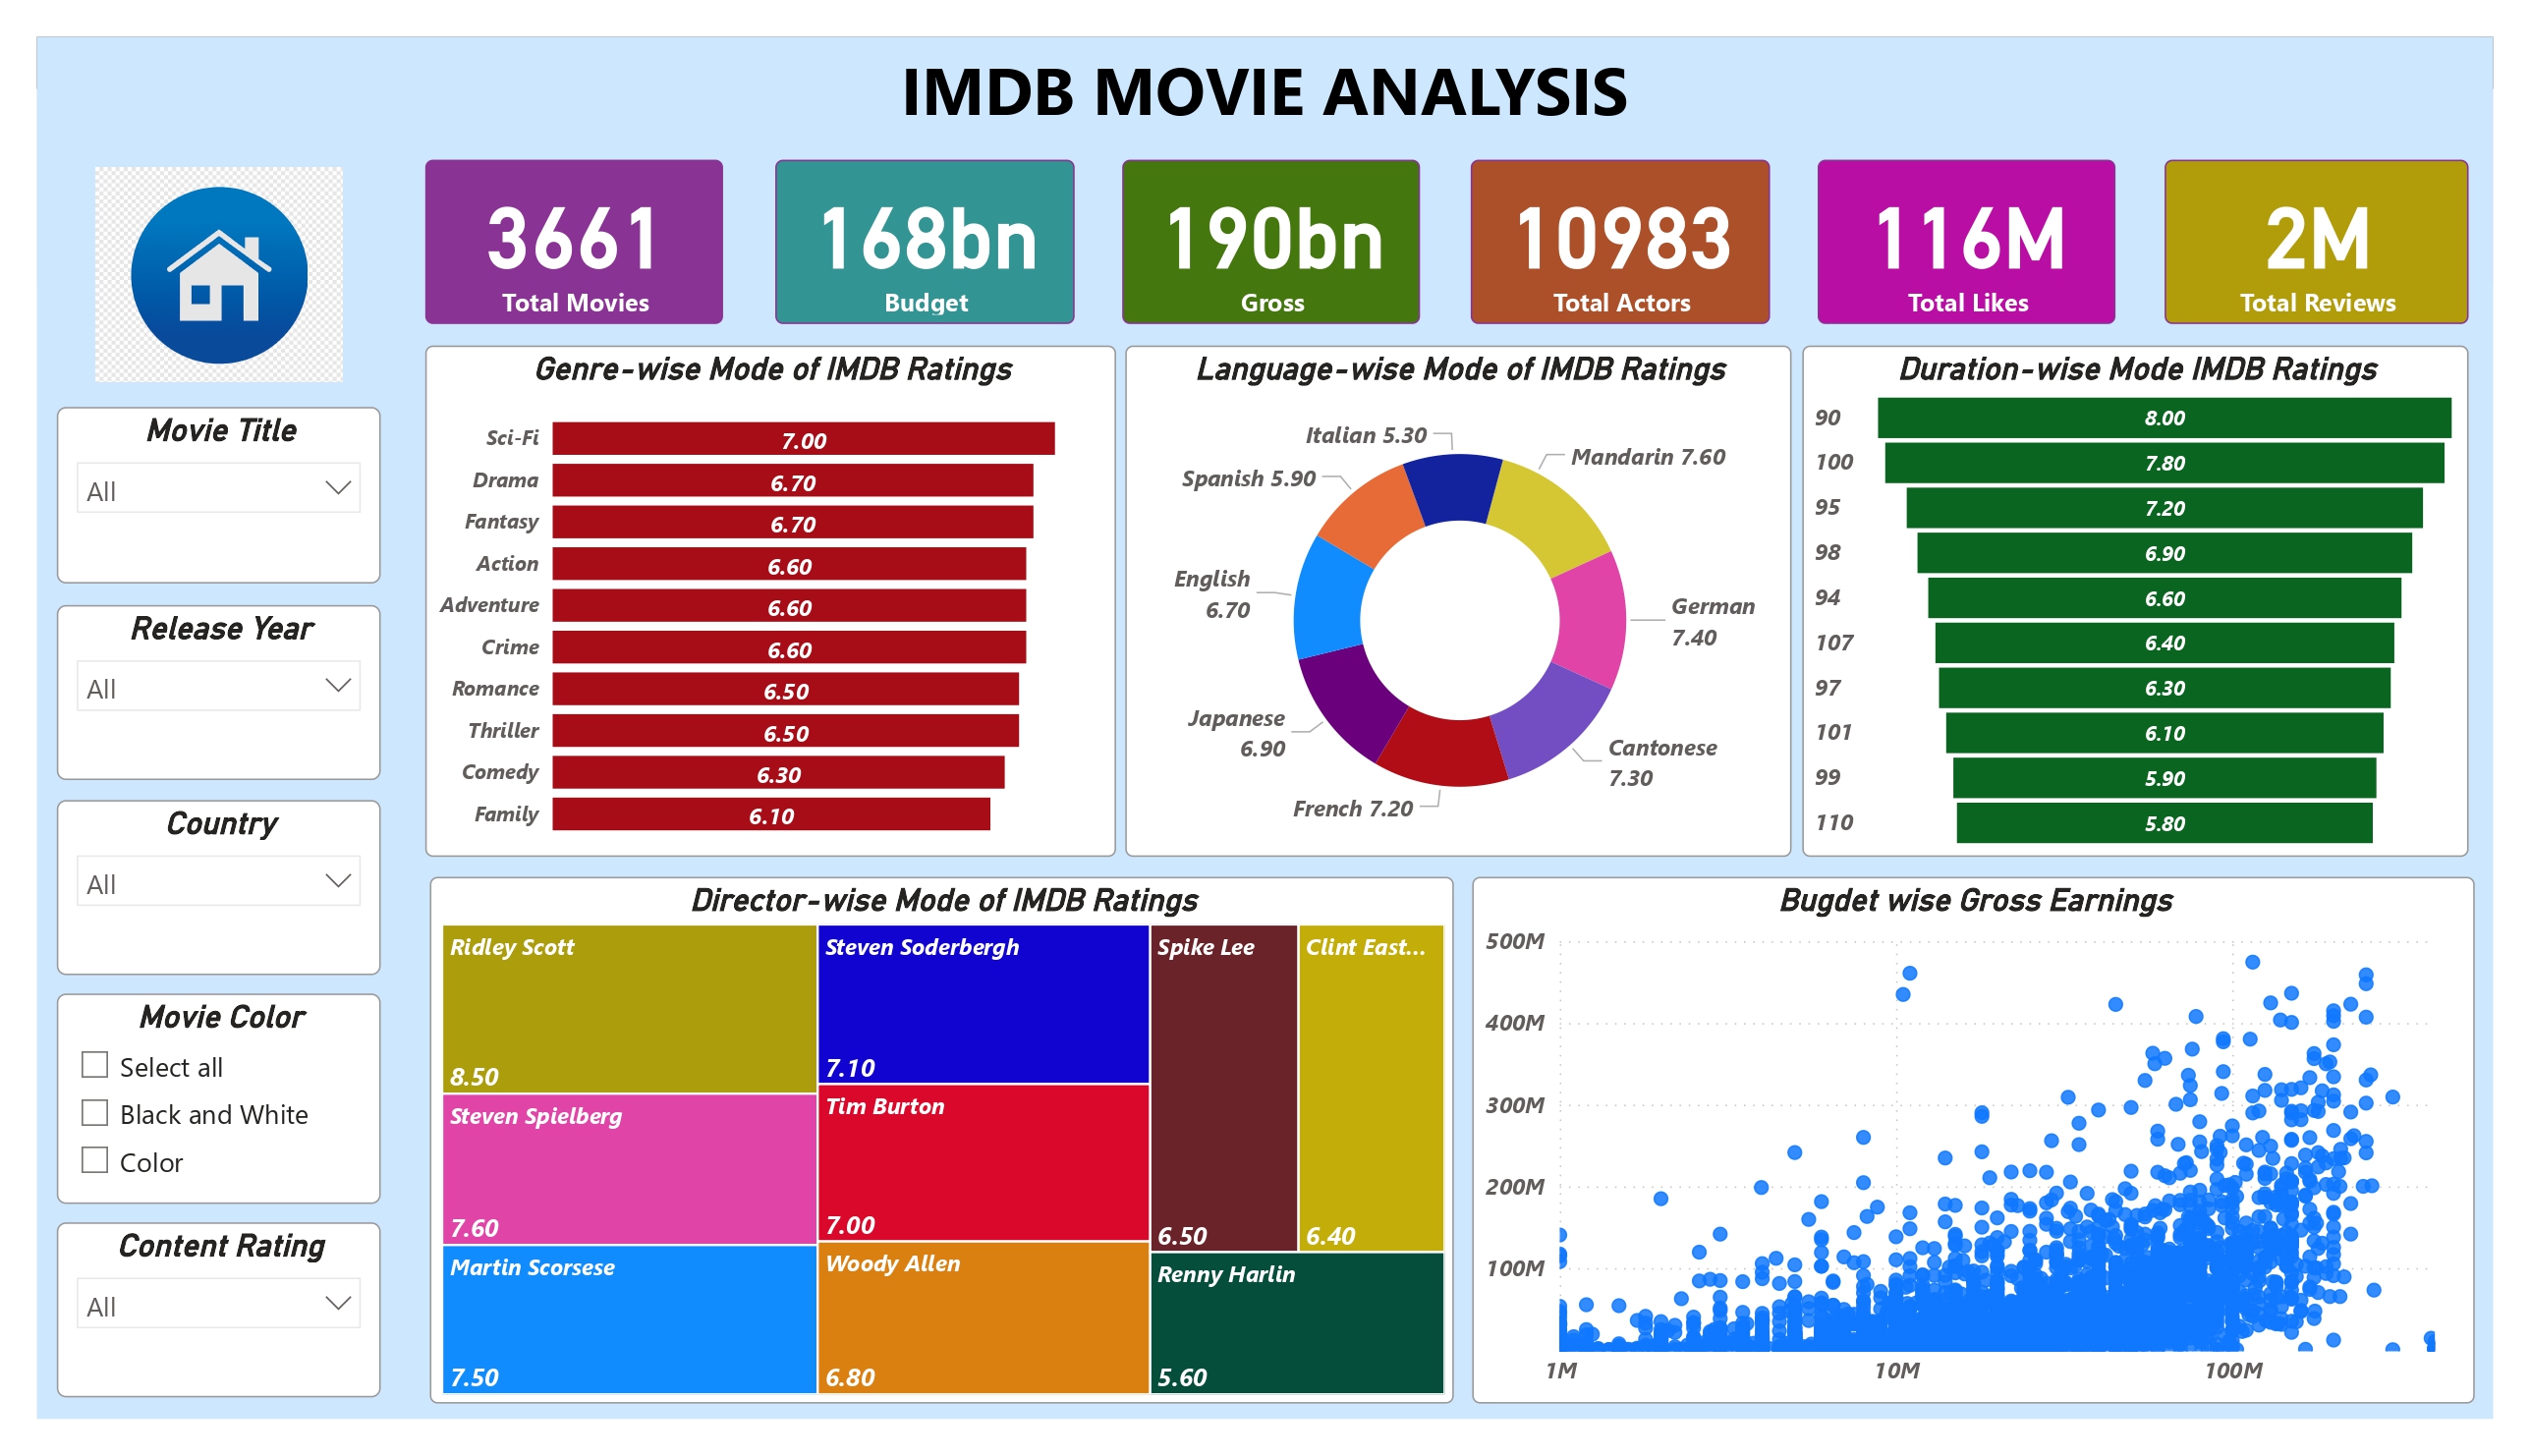 IMDB MOVIE ANALYSIS
3661
Total Movies
168bn
Budget
190bn
Gross
10983
Total Actors
116M
Total Likes
2M
Total Reviews
Movie Title
All
Release Year
All
Country
All
Movie Color
Select all
Black and White
Color
Content Rating
All
Genre-wise Mode of IMDB Ratings
Sci-Fi 7.00
Drama 6.70
Fantasy 6.70
Action 6.60
Adventure 6.60
Crime 6.60
Romance 6.50
Thriller 6.50
Comedy 6.30
Family 6.10
Language-wise Mode of IMDB Ratings
Italian 5.30
Mandarin 7.60
Spanish 5.90
English
6.70
German
7.40
Japanese
6.90
Cantonese
7.30
French 7.20
Duration-wise Mode IMDB Ratings
90 8.00
100 7.80
95 7.20
98 6.90
94 6.60
107 6.40
97 6.30
101 6.10
99 5.90
110 5.80
Director-wise Mode of IMDB Ratings
Ridley Scott
8.50
Steven Spielberg
7.60
Martin Scorsese
7.50
Steven Soderbergh
7.10
Tim Burton
7.00
Woody Allen
6.80
Spike Lee
6.50
Clint East...
6.40
Renny Harlin
5.60
Bugdet wise Gross Earnings
500M
400M
300M
200M
100M
1M 10M 100M